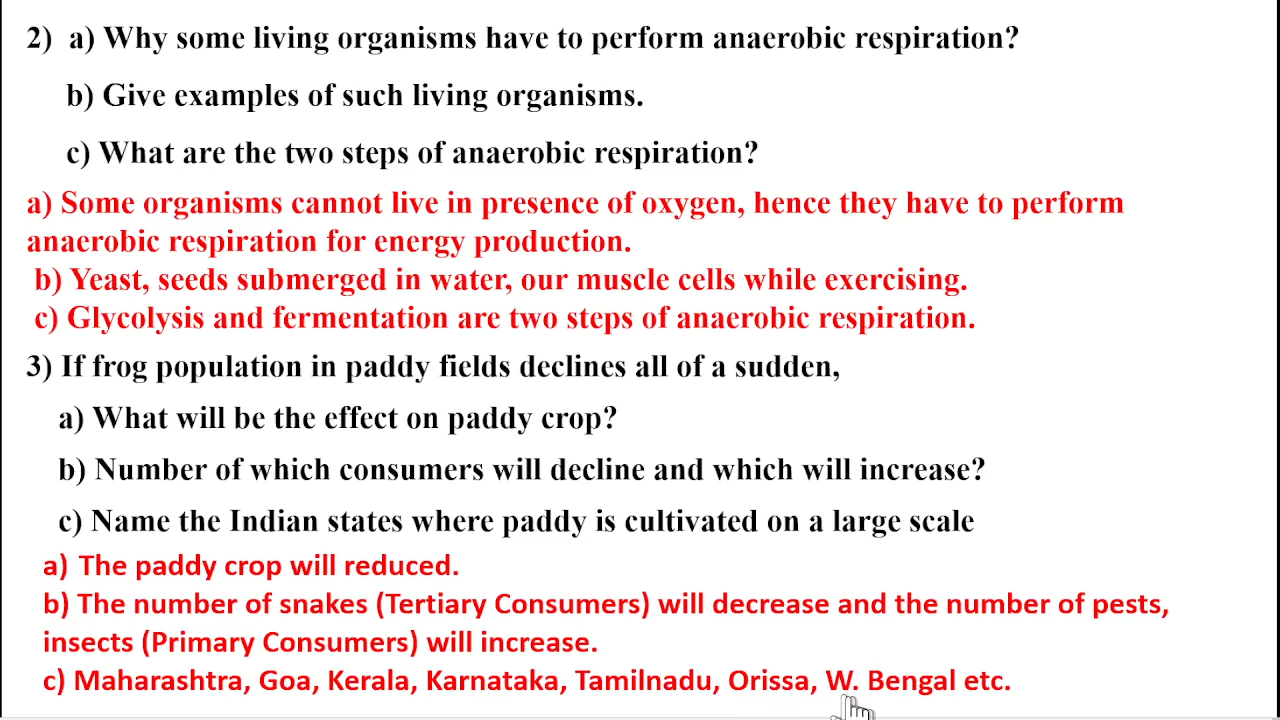 2) a) Why some living organisms have to perform anaerobic respiration?
b) Give examples of such living organisms.
c) What are the two steps of anaerobic respiration?
a) Some organisms cannot live in presence of oxygen, hence they have to perform
anaerobic respiration for energy production.
b) Yeast, seeds submerged in water, our muscle cells while exercising.
c) Glycolysis and fermentation are two steps of anaerobic respiration.
3) If frog population in paddy fields declines all of a sudden,
a) What will be the effect on paddy crop?
b) Number of which consumers will decline and which will increase?
c) Name the Indian states where paddy is cultivated on a large scale
a) The paddy crop will reduced.
b) The number of snakes (Tertiary Consumers) will decrease and the number of pests,
insects (Primary Consumers) will increase.
c) Maharashtra, Goa, Kerala, Karnataka, Tamilnadu, Orissa, W. Bengal etc.